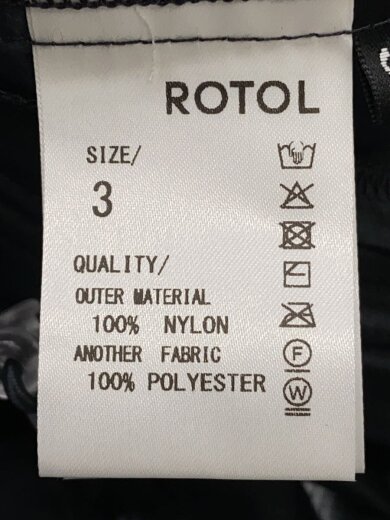 ROTOL
SIZE/
3
QUALITY/
OUTER MATERIAL
100% NYLON
ANOTHER FABRIC
100% POLYESTER
F
W